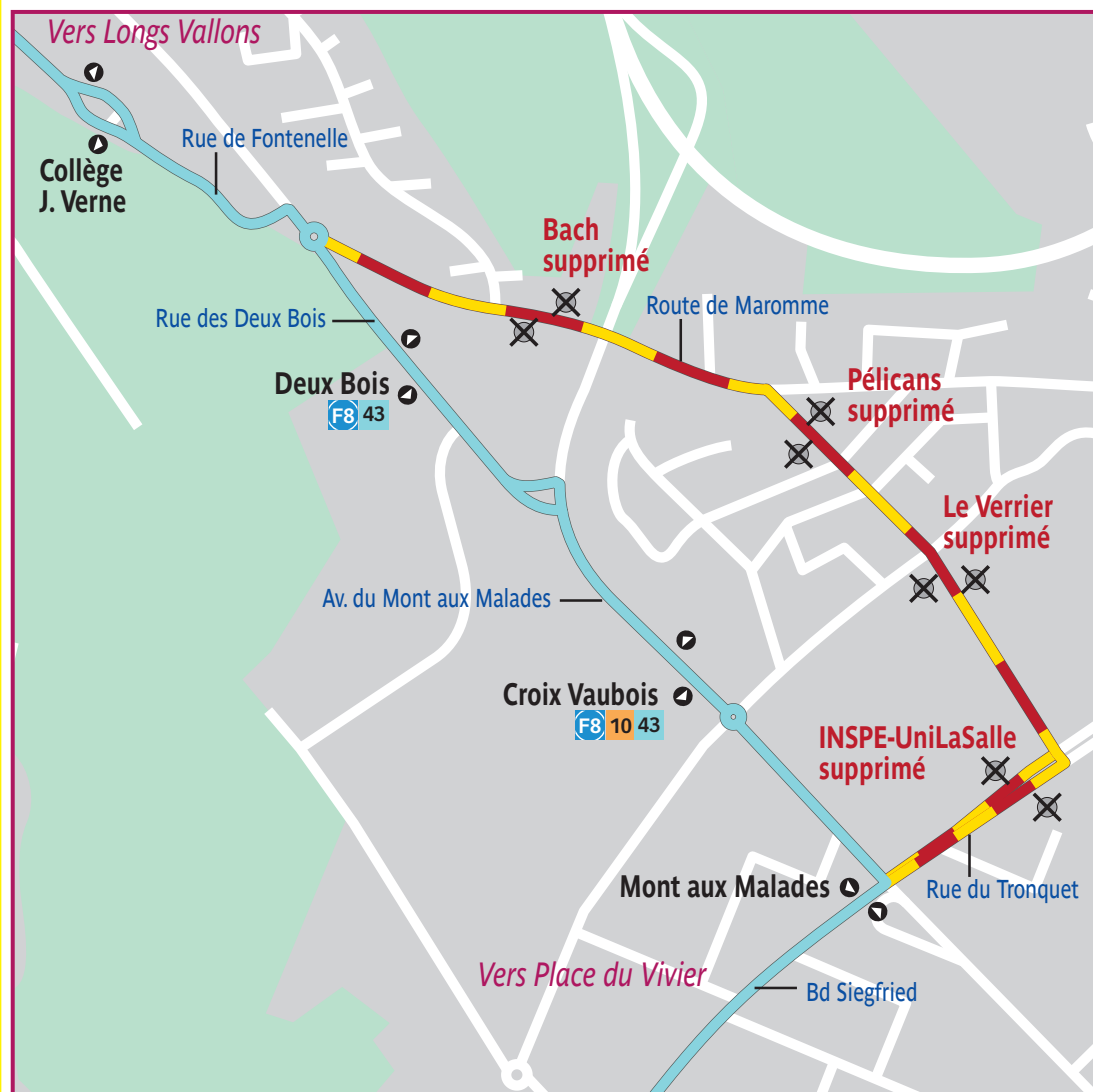 Vers Longs Vallons
Rue de Fontenelle
Collège
J. Verne
Bach
supprimé
Rue des Deux Bois
Route de Maromme
Deux Bois
F8 43
Pélicans
supprimé
Le Verrier
supprimé
Av. du Mont aux Malades
Croix Vaubois
F8 10 43
INSPE-UniLaSalle
supprimé
Mont aux Malades
Rue du Tronquet
Vers Place du Vivier
Bd Siegfried